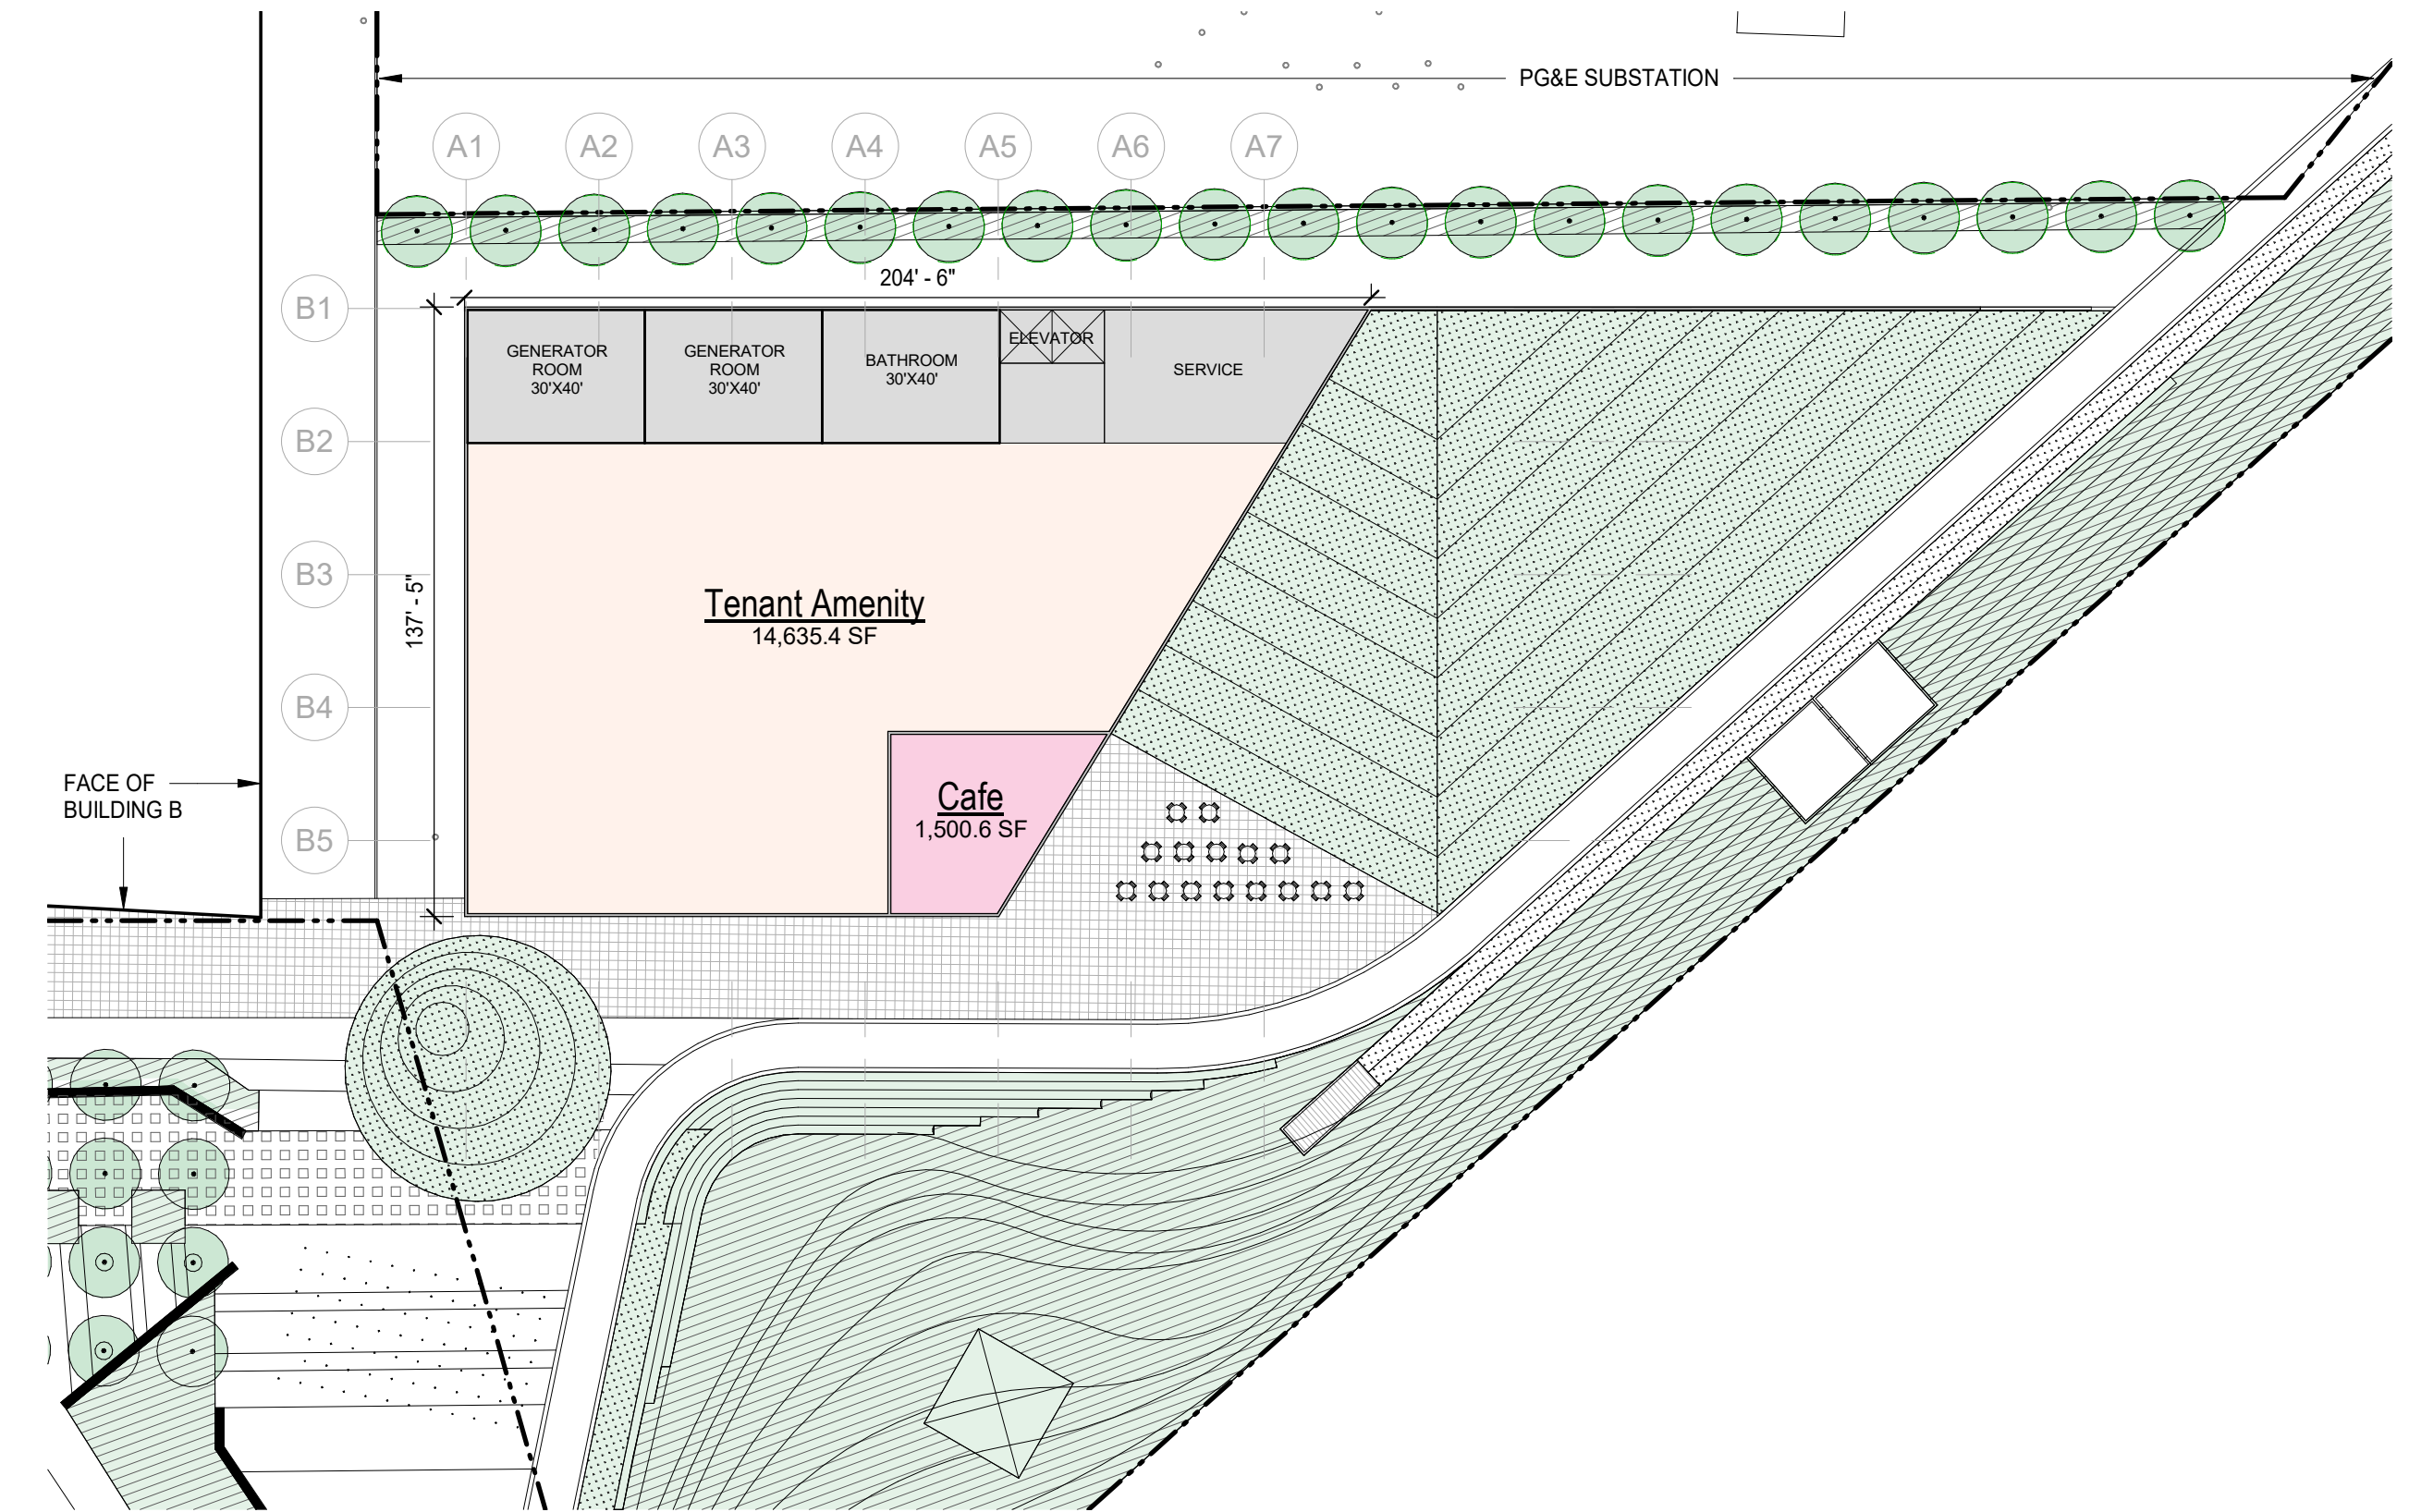 PG&E SUBSTATION
A1 A2 A3 A4 A5 A6 A7
204' - 6"
B1
B2
B3
B4
B5
137' - 5"
GENERATOR
ROOM
30'X40'
GENERATOR
ROOM
30'X40'
BATHROOM
30'X40'
ELEVATOR
SERVICE
Tenant Amenity
14,635.4 SF
Cafe
1,500.6 SF
FACE OF
BUILDING B